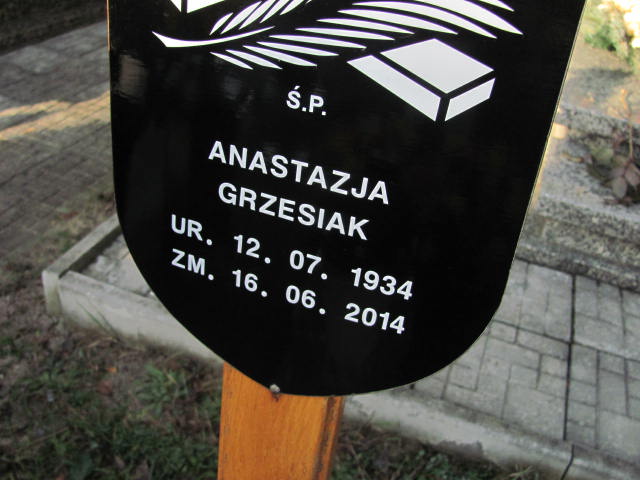 Ś.P.
ANASTAZJA
GRZESIAK
UR. 12. 07. 1934
ZM. 16. 06. 2014